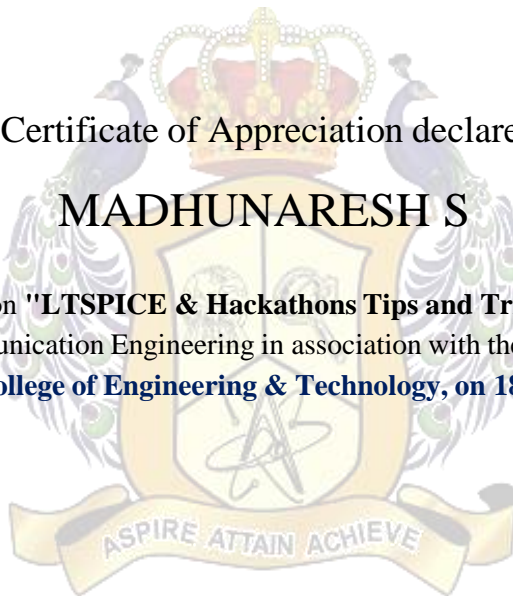 Certificate of Appreciation declare
MADHUNARESH S
on "LTSPICE & Hackathons Tips and Tr
unication Engineering in association with the
ollege of Engineering & Technology, on 18
ASPIRE ATTAIN ACHIEVE